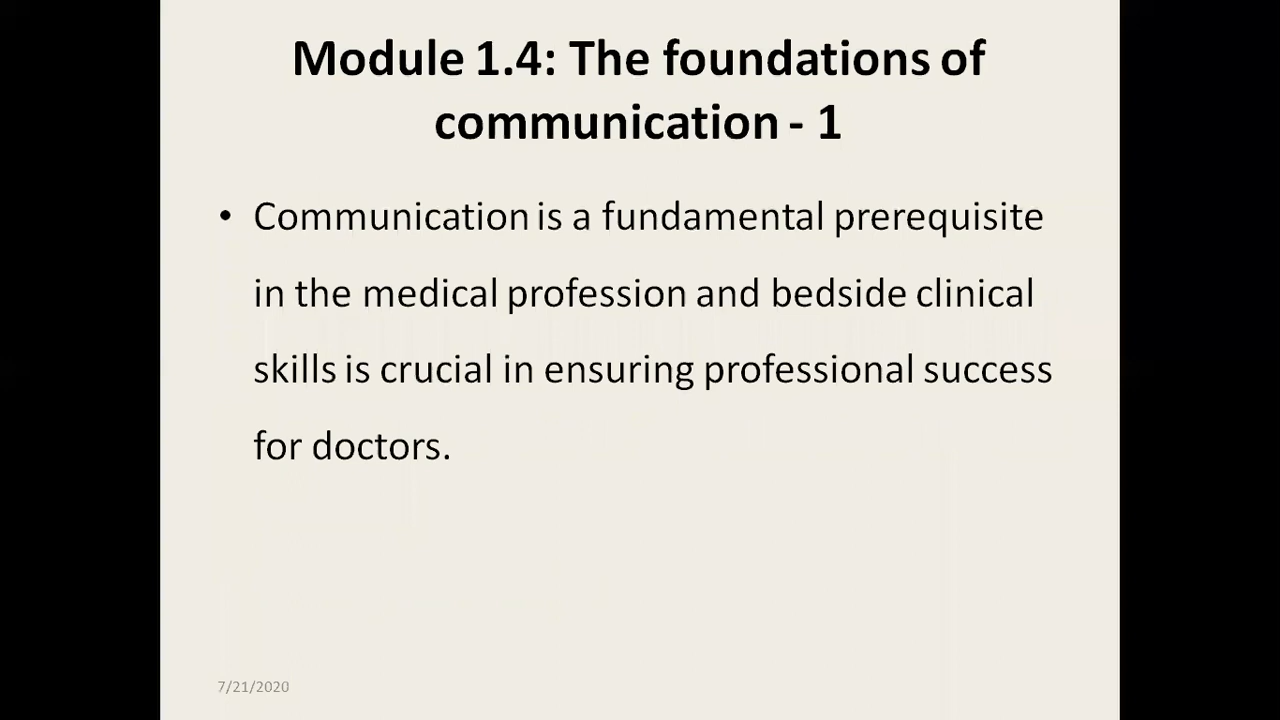 Module 1.4: The foundations of
communication - 1
• Communication is a fundamental prerequisite
in the medical profession and bedside clinical
skills is crucial in ensuring professional success
for doctors.
7/21/2020